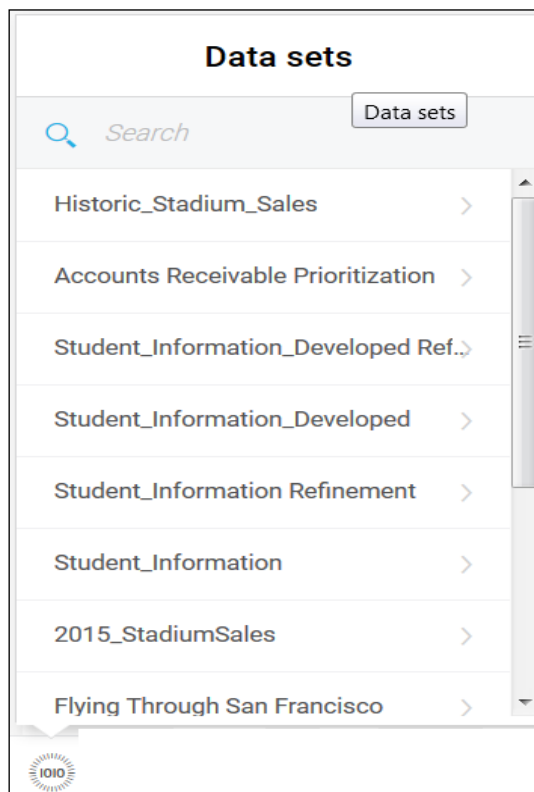 Data sets
Data sets
Search
Historic_Stadium_Sales
Accounts Receivable Prioritization
Student_Information_Developed Ref...
Student_Information_Developed
Student_Information Refinement
Student_Information
2015_StadiumSales
Flying Through San Francisco
IOIO